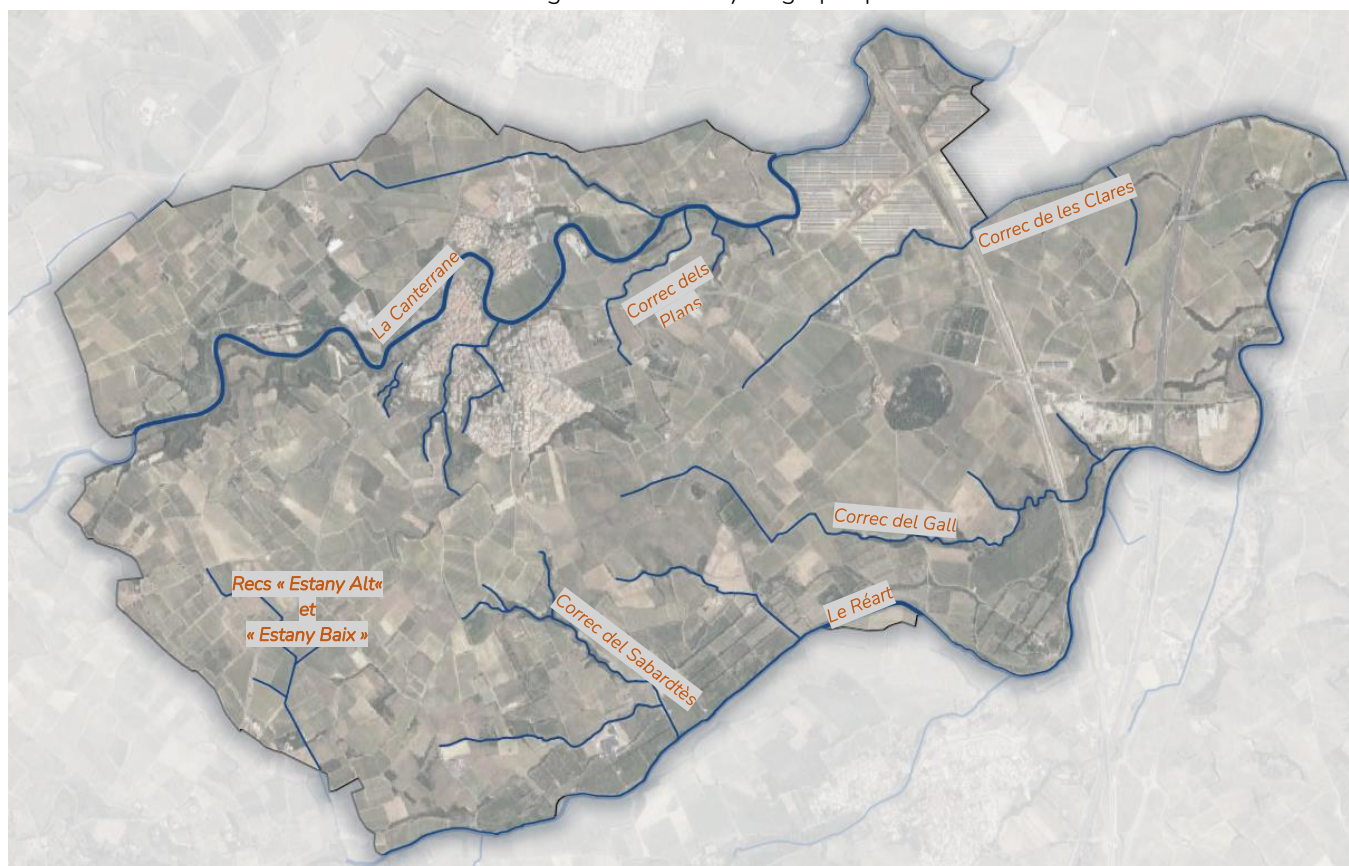 Correc de les Clares
La Canterrane
Correc dels
Plans
Correc del Gall
Recs « Estany Alt«
et
« Estany Baix »
Correc del Sabardtès
Le Réart